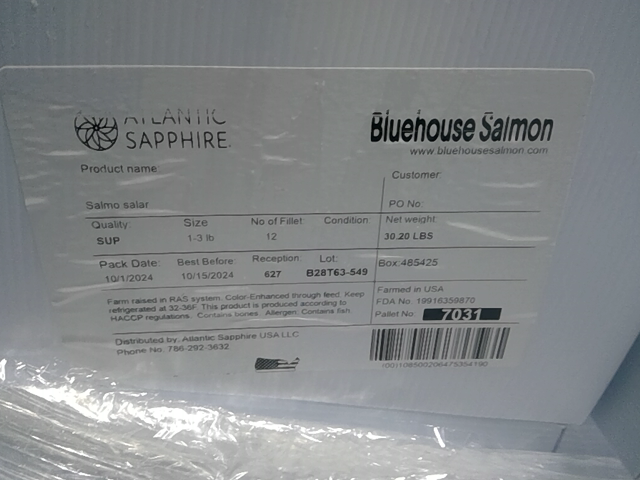 ATLANTIC
SAPPHIRE.
Bluehouse Salmon
www.bluehousesalmon.com
Product name:
Customer:
Salmo salar
PO No:
Quality: Size No of Fillet: Condition Net weight:
SUP 1-3 lb 12 30.20 LBS
Pack Date: Best Before: Reception: Lot: Box:485425
10/1/2024 10/15/2024 627 B28T63-549
Farmed in USA
FDA No. 19916359870
Pallet No: 7031
Farm raised in RAS system. Color-Enhanced through feed. Keep
refrigerated at 32-36F. This product is produced according to
HACCP regulations. Contains bones. Allergen: Contains fish.
Distributed by: Atlantic Sapphire USA LLC
Phone No: 786-292-3632